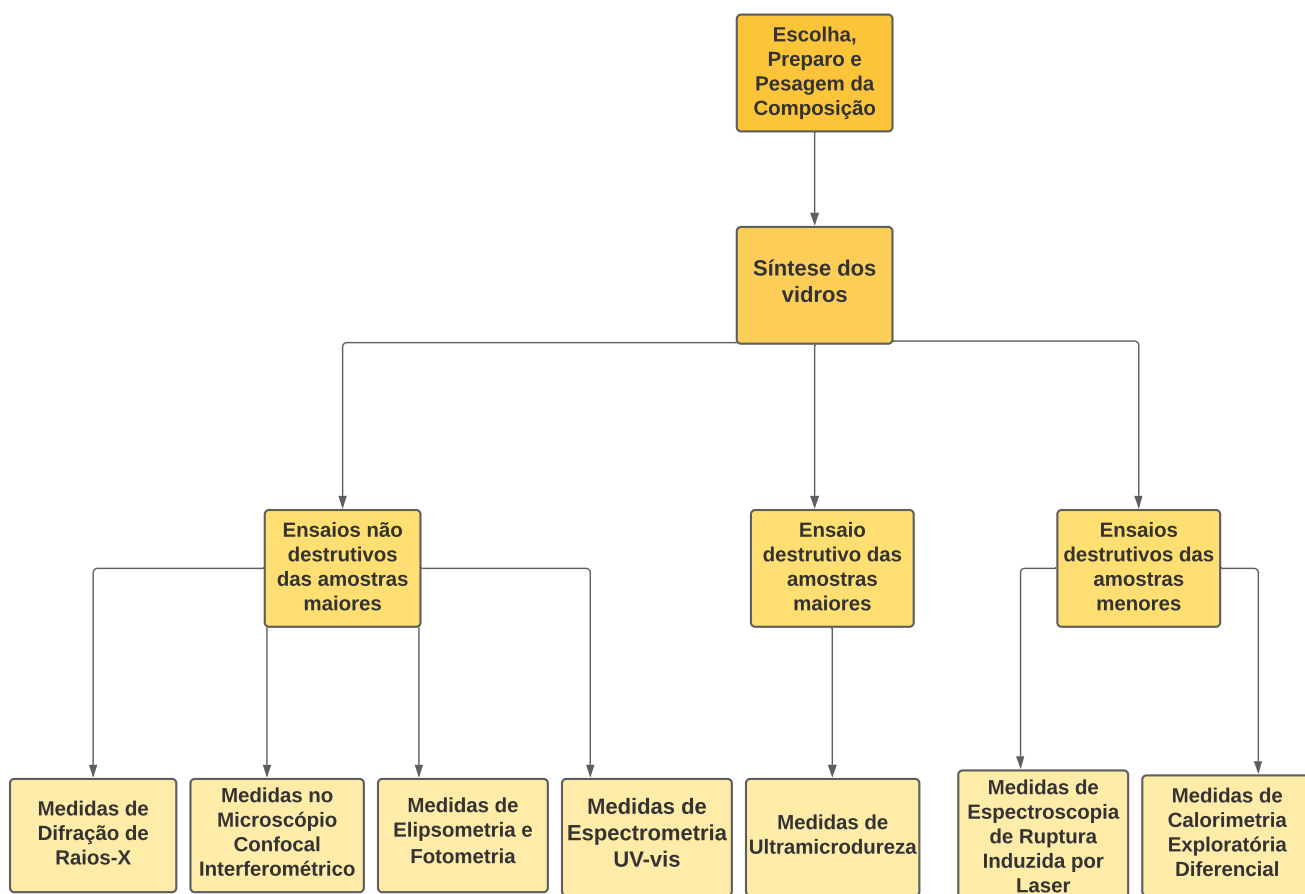 Escolha,
Preparo e
Pesagem da
Composição
Síntese dos
vidros
Ensaios não
destrutivos
das amostras
maiores
Ensaio
destrutivo das
amostras
maiores
Ensaios
destrutivos das
amostras
menores
Medidas de
Difração de
Raios-X
Medidas no
Microscópio
Confocal
Interferométrico
Medidas de
Elipsometria e
Fotometria
Medidas de
Espectrometria
UV-vis
Medidas de
Ultramicrodureza
Medidas de
Espectroscopia
de Ruptura
Induzida por
Laser
Medidas de
Calorimetria
Exploratória
Diferencial